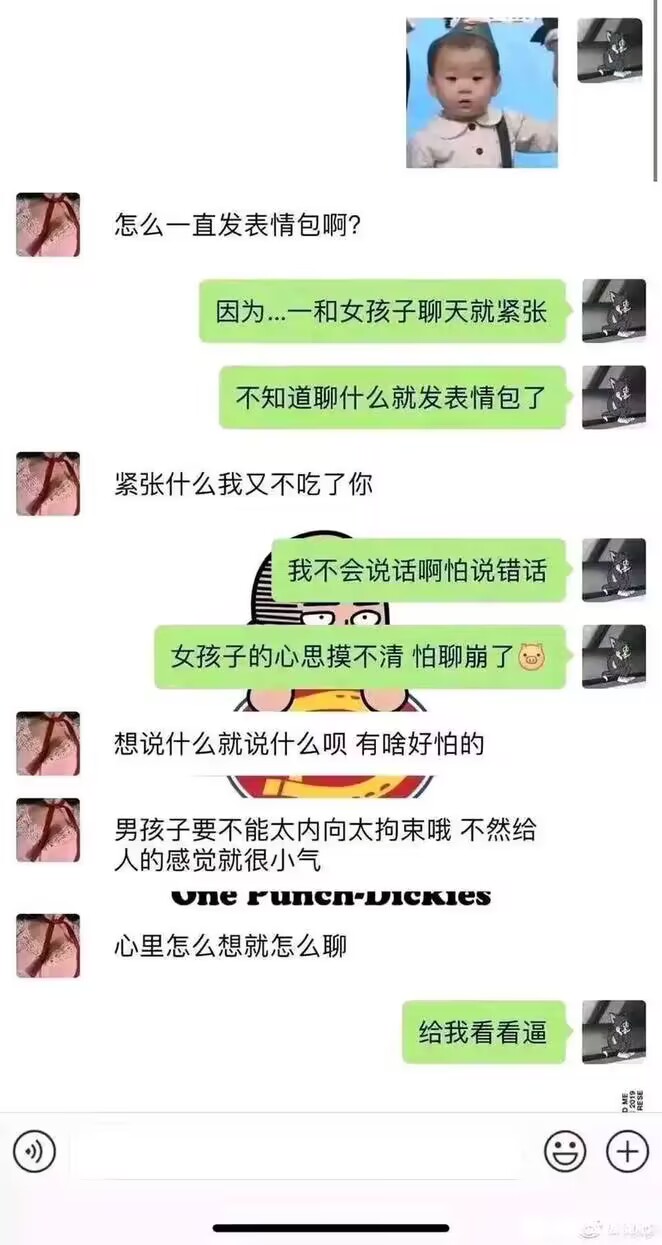 怎么一直发表情包啊?
因为...一和女孩子聊天就紧张
不知道聊什么就发表情包了
紧张什么我又不吃了你
我不会说话啊怕说错话
女孩子的心思摸不清 怕聊崩了🐷
想说什么就说什么呗 有啥好怕的
男孩子要不能太内向太拘束哦 不然给
人的感觉就很小气
One Punch-Dickies
心里怎么想就怎么聊
给我看看逼
D ME
2019
RESE